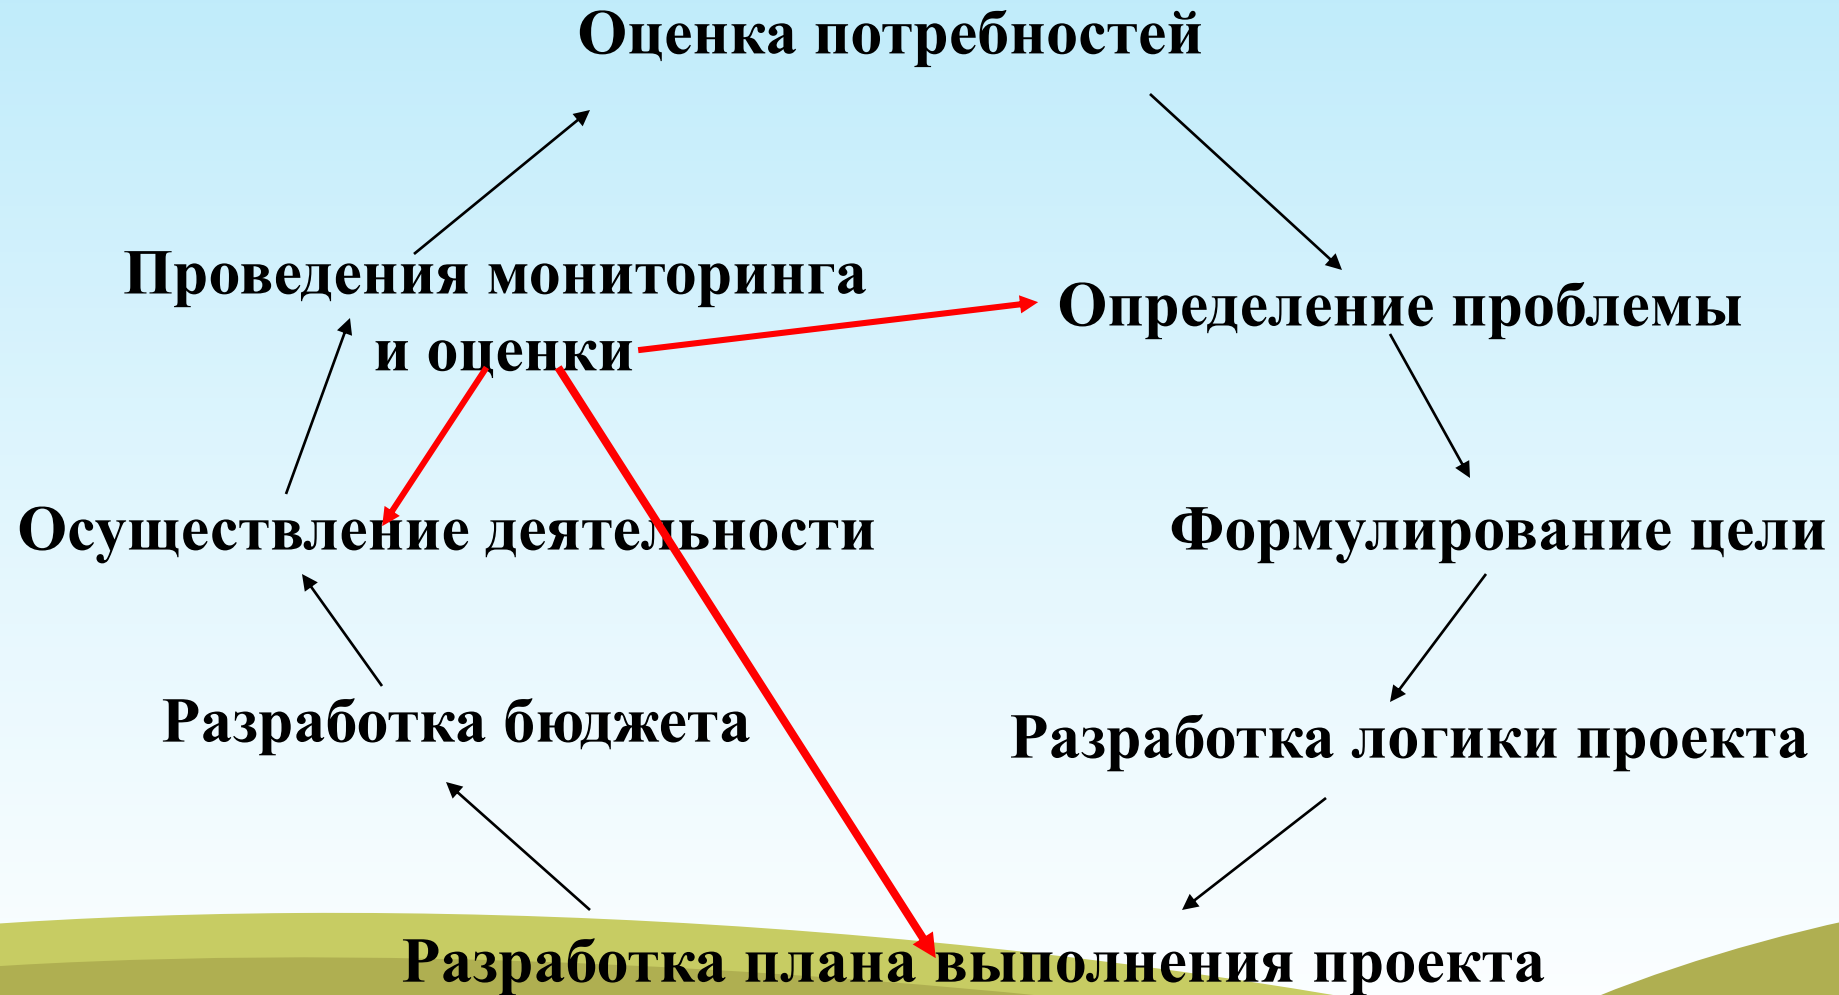 Оценка потребностей
Проведения мониторинга
и оценки
Определение проблемы
Осуществление деятельности
Формулирование цели
Разработка бюджета
Разработка логики проекта
Разработка плана выполнения проекта